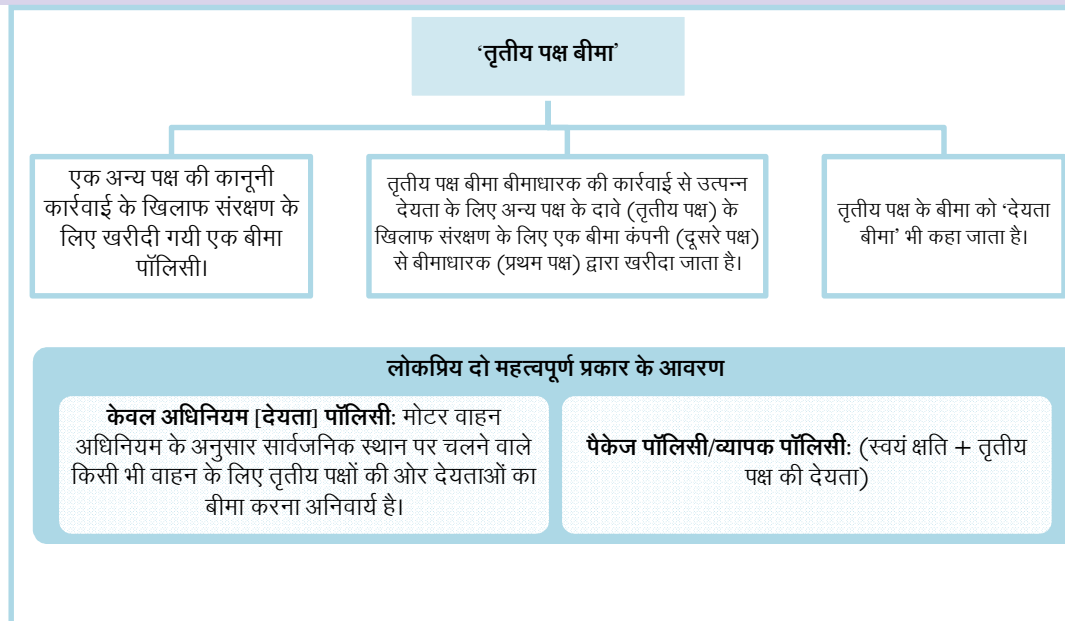 ‘तृतीय पक्ष बीमा’
एक अन्य पक्ष की कानूनी
कार्रवाई के खिलाफ संरक्षण के
लिए खरीदी गयी एक बीमा
पॉलिसी।
तृतीय पक्ष बीमा बीमाधारक की कार्रवाई से उत्पन्न
देयता के लिए अन्य पक्ष के दावे (तृतीय पक्ष) के
खिलाफ संरक्षण के लिए एक बीमा कंपनी (दूसरे पक्ष)
से बीमाधारक (प्रथम पक्ष) द्वारा खरीदा जाता है।
तृतीय पक्ष के बीमा को ‘देयता
बीमा’ भी कहा जाता है।
लोकप्रिय दो महत्वपूर्ण प्रकार के आवरण
केवल अधिनियम [देयता] पॉलिसी: मोटर वाहन
अधिनियम के अनुसार सार्वजनिक स्थान पर चलने वाले
किसी भी वाहन के लिए तृतीय पक्षों की ओर देयताओं का
बीमा करना अनिवार्य है।
पैकेज पॉलिसी/व्यापक पॉलिसी: (स्वयं क्षति + तृतीय
पक्ष की देयता)